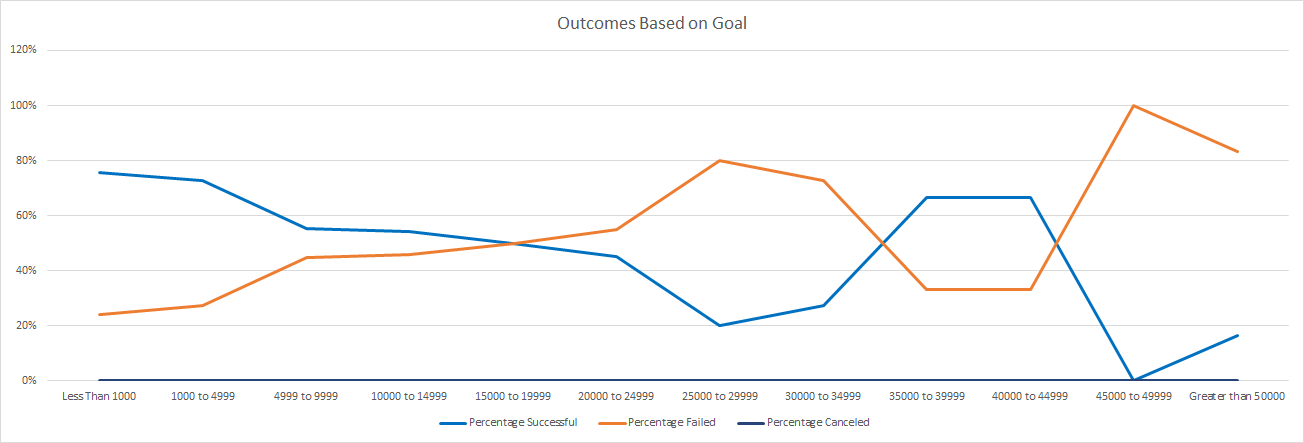 Outcomes Based on Goal
120%
100%
80%
60%
40%
20%
0%
Less Than 1000 1000 to 4999 4999 to 9999 10000 to 14999 15000 to 19999 20000 to 24999 25000 to 29999 30000 to 34999 35000 to 39999 40000 to 44999 45000 to 49999 Greater than 50000
Percentage Successful Percentage Failed Percentage Canceled